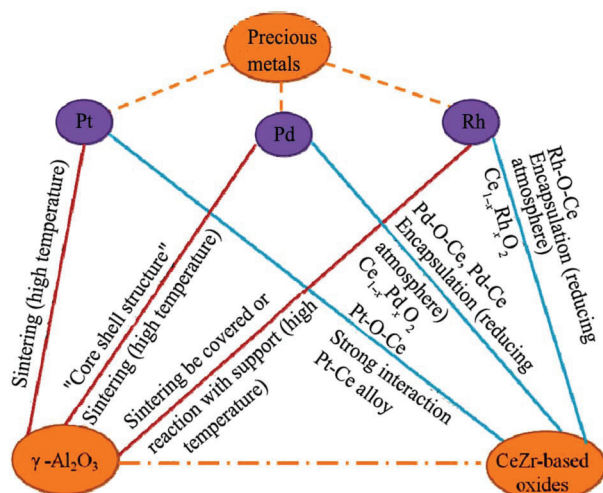 Precious
metals
Pt
Pd
Rh
Sintering (high temperature)
"Core shell structure"
Sintering (high temperature)
Sintering be covered or
reaction with support (high
temperature)
Pt-O-Ce
Strong interaction
Pt-Ce alloy
Pd-O-Ce, Pd-Ce
Encapsulation (reducing
atmosphere)
Ce1-xPdxO2
Rh-O-Ce
Encapsulation (reducing
atmosphere)
Ce1-xRhxO2
γ-Al2O3
CeZr-based
oxides